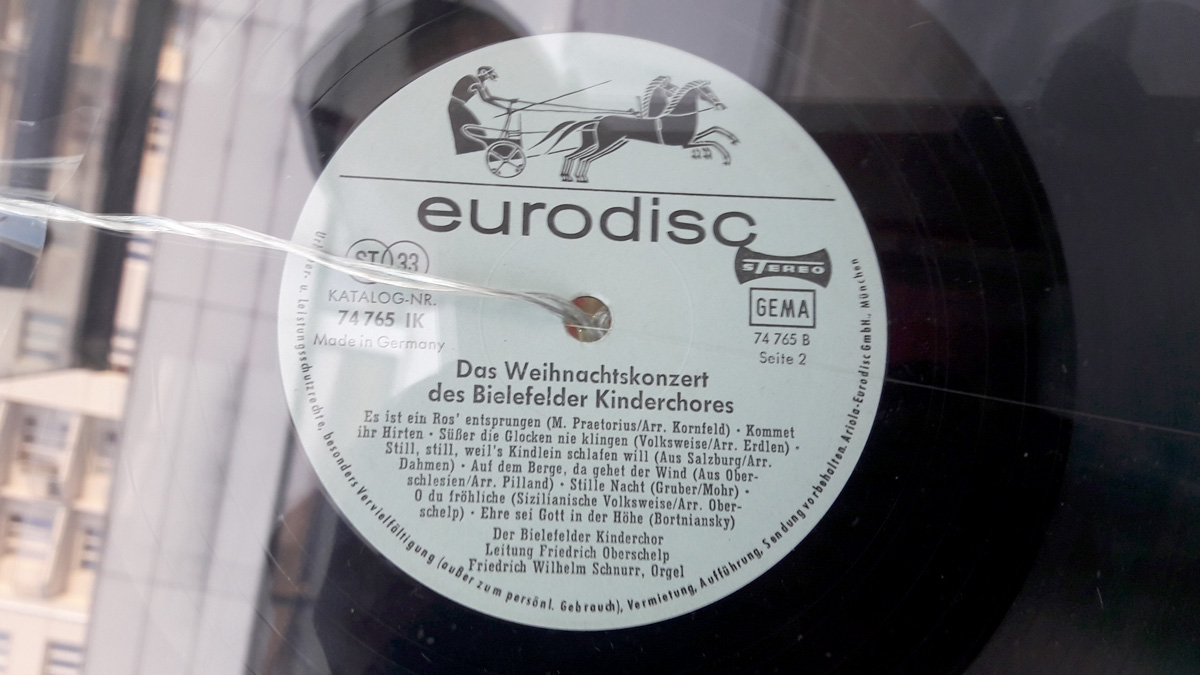 eurodisc
ST 33
STEREO
KATALOG-NR.
74 765 IK
Made in Germany
GEMA
74 765 B
Seite 2
Das Weihnachtskonzert
des Bielefelder Kinderchores
Es ist ein Ros' entsprungen (M. Praetorius/Arr. Kornfeld) · Kommet
ihr Hirten · Süßer die Glocken nie klingen (Volksweise/Arr. Erdlen) ·
Still, still, weil's Kindlein schlafen will (Aus Salzburg/Arr.
Dahmen) · Auf dem Berge, da gehet der Wind (Aus Ober-
schlesien/Arr. Pilland) · Stille Nacht (Gruber/Mohr) ·
O du fröhliche (Sizilianische Volksweise/Arr. Ober-
schelp) · Ehre sei Gott in der Höhe (Bortniansky)
Der Bielefelder Kinderchor
Leitung Friedrich Oberschelp
Friedrich Wilhelm Schnurr, Orgel
u. Leistungsschutzrechte, besonders Vervielfältigung (außer zum persönl. Gebrauch), Vermietung, Aufführung, Sendung vorbehalten. Ariola-Eurodisc GmbH., München